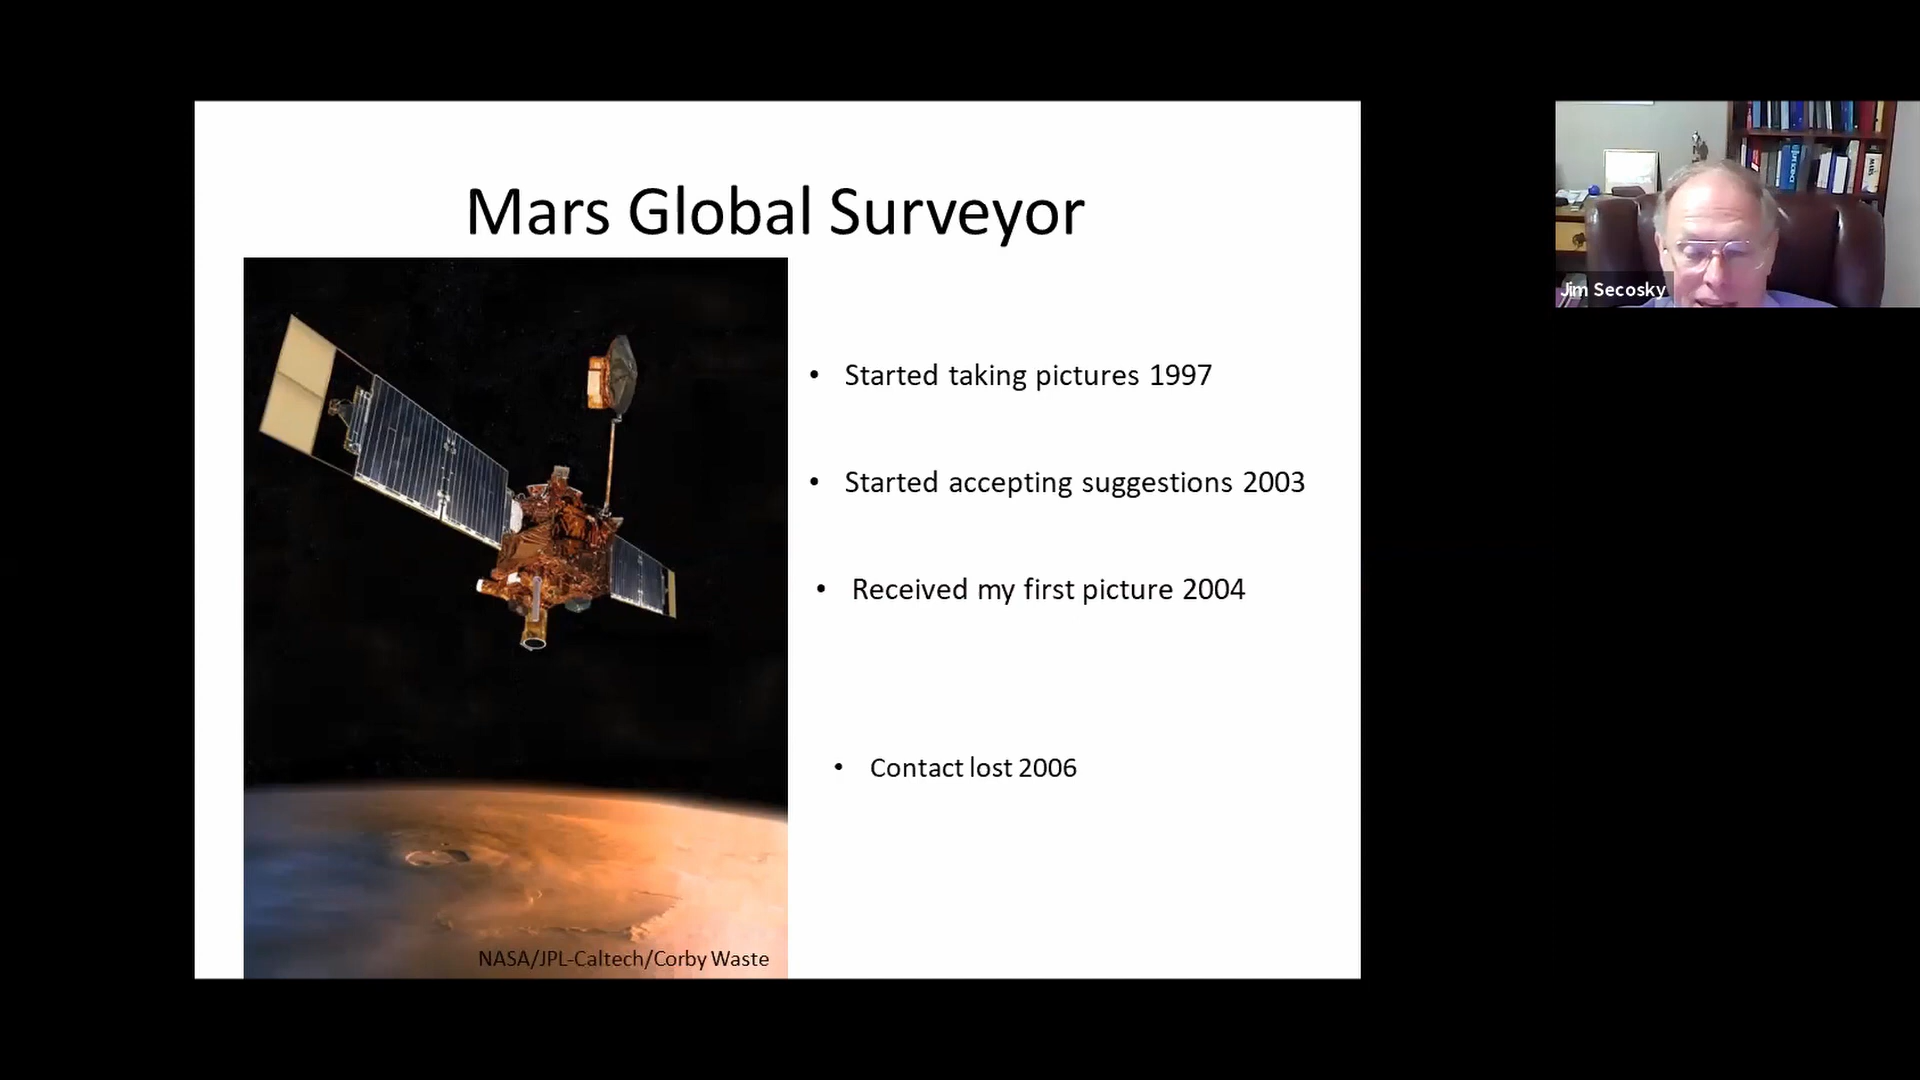 Mars Global Surveyor
• Started taking pictures 1997
• Started accepting suggestions 2003
• Received my first picture 2004
• Contact lost 2006
NASA/JPL-Caltech/Corby Waste
Jim Secosky